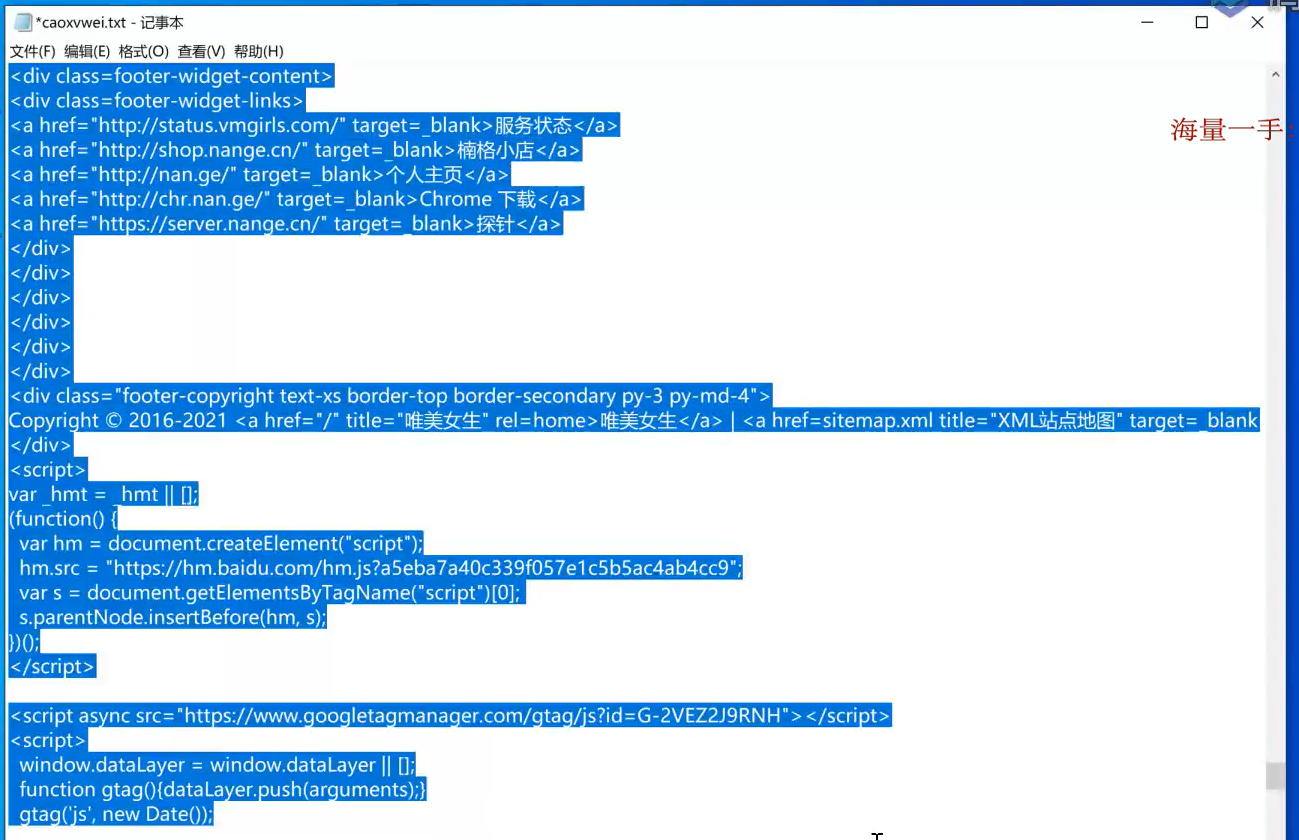 *caoxvwei.txt - 记事本
文件(F) 编辑(E) 格式(O) 查看(V) 帮助(H)
<div class=footer-widget-content>
<div class=footer-widget-links>
<a href="http://status.vmgirls.com/" target=_blank>服务状态</a>
<a href="http://shop.nange.cn/" target=_blank>楠格小店</a>
<a href="http://nan.ge/" target=_blank>个人主页</a>
<a href="http://chr.nan.ge/" target=_blank>Chrome 下载</a>
<a href="https://server.nange.cn/" target=_blank>探针</a>
</div>
</div>
</div>
</div>
</div>
</div>
<div class="footer-copyright text-xs border-top border-secondary py-3 py-md-4">
Copyright © 2016-2021 <a href="/" title="唯美女生" rel=home>唯美女生</a> | <a href=sitemap.xml title="XML站点地图" target=_blank
</div>
<script>
var _hmt = _hmt || [];
(function() {
  var hm = document.createElement("script");
  hm.src = "https://hm.baidu.com/hm.js?a5eba7a40c339f057e1c5b5ac4ab4cc9";
  var s = document.getElementsByTagName("script")[0];
  s.parentNode.insertBefore(hm, s);
})();
</script>
<script async src="https://www.googletagmanager.com/gtag/js?id=G-2VEZ2J9RNH"></script>
<script>
  window.dataLayer = window.dataLayer || [];
  function gtag(){dataLayer.push(arguments);}
  gtag('js', new Date());
海量一手